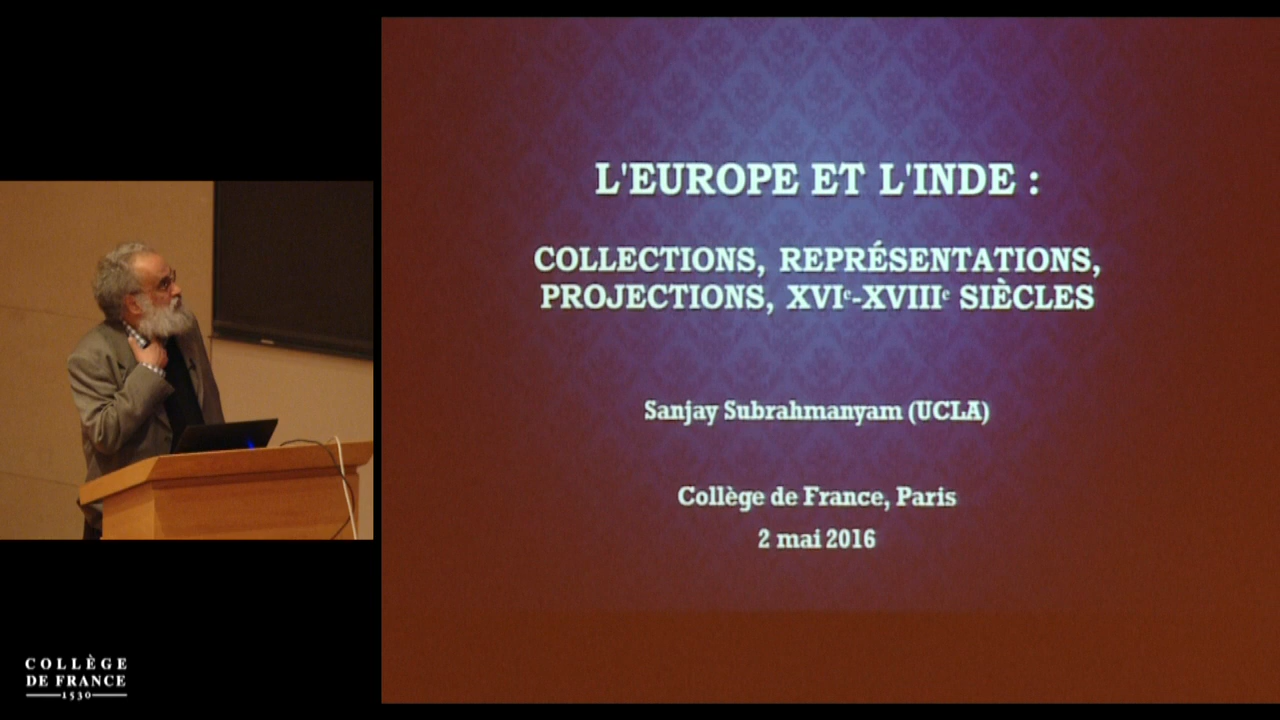 L'EUROPE ET L'INDE :
COLLECTIONS, REPRÉSENTATIONS,
PROJECTIONS, XVIᵉ-XVIIIᵉ SIÈCLES
Sanjay Subrahmanyam (UCLA)
Collège de France, Paris
2 mai 2016
COLLÈGE
DE FRANCE
1530